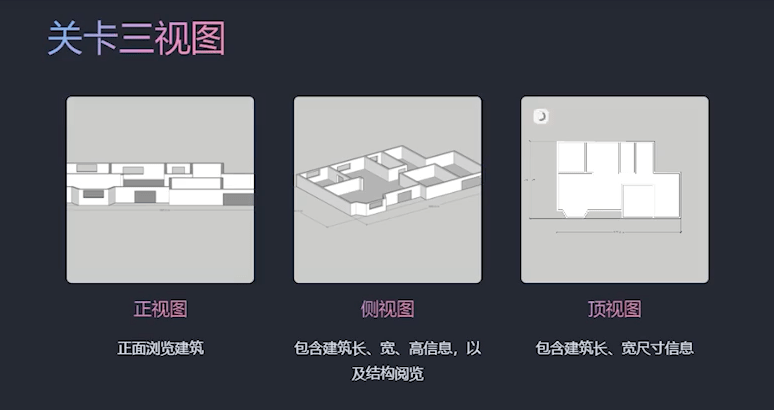 关卡三视图
正视图
侧视图
顶视图
正面浏览建筑
包含建筑长、宽、高信息，以
及结构阅览
包含建筑长、宽尺寸信息